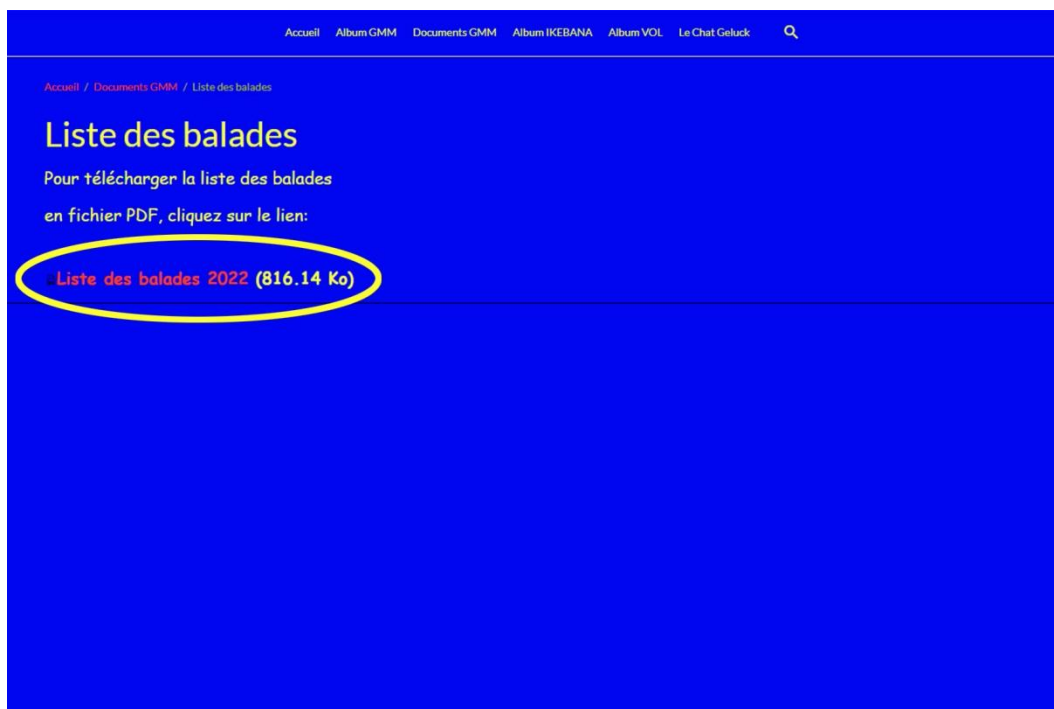 Accueil Album GMM Documents GMM Album IKEBANA Album VOL Le Chat Geluck
Accueil / Documents GMM / Liste des balades
Liste des balades
Pour télécharger la liste des balades
en fichier PDF, cliquez sur le lien:
Liste des balades 2022 (816.14 Ko)